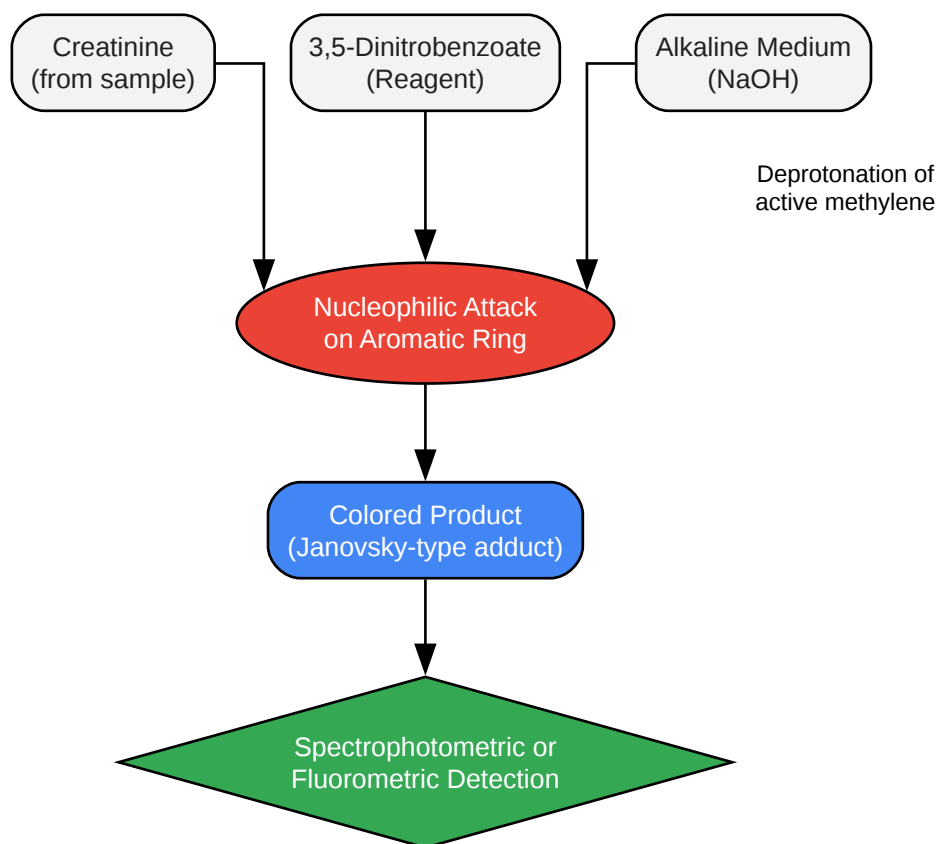 Creatinine
(from sample)
3,5-Dinitrobenzoate
(Reagent)
Alkaline Medium
(NaOH)
Deprotonation of
active methylene
Nucleophilic Attack
on Aromatic Ring
Colored Product
(Janovsky-type adduct)
Spectrophotometric or
Fluorometric Detection